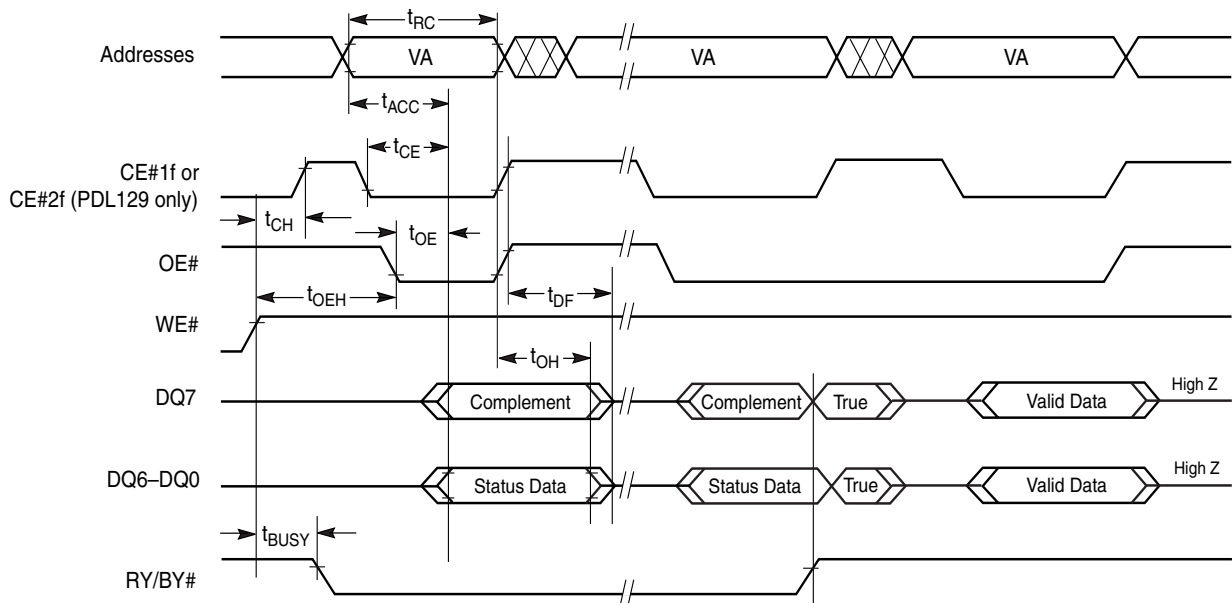 tRC
Addresses VA VA VA
tACC
tCE
CE#1f or
CE#2f (PDL129 only)
tCH tOE
OE#
tOEH tDF
WE#
tOH
DQ7 Complement Complement True Valid Data High Z
DQ6–DQ0 Status Data Status Data True Valid Data High Z
tBUSY
RY/BY#